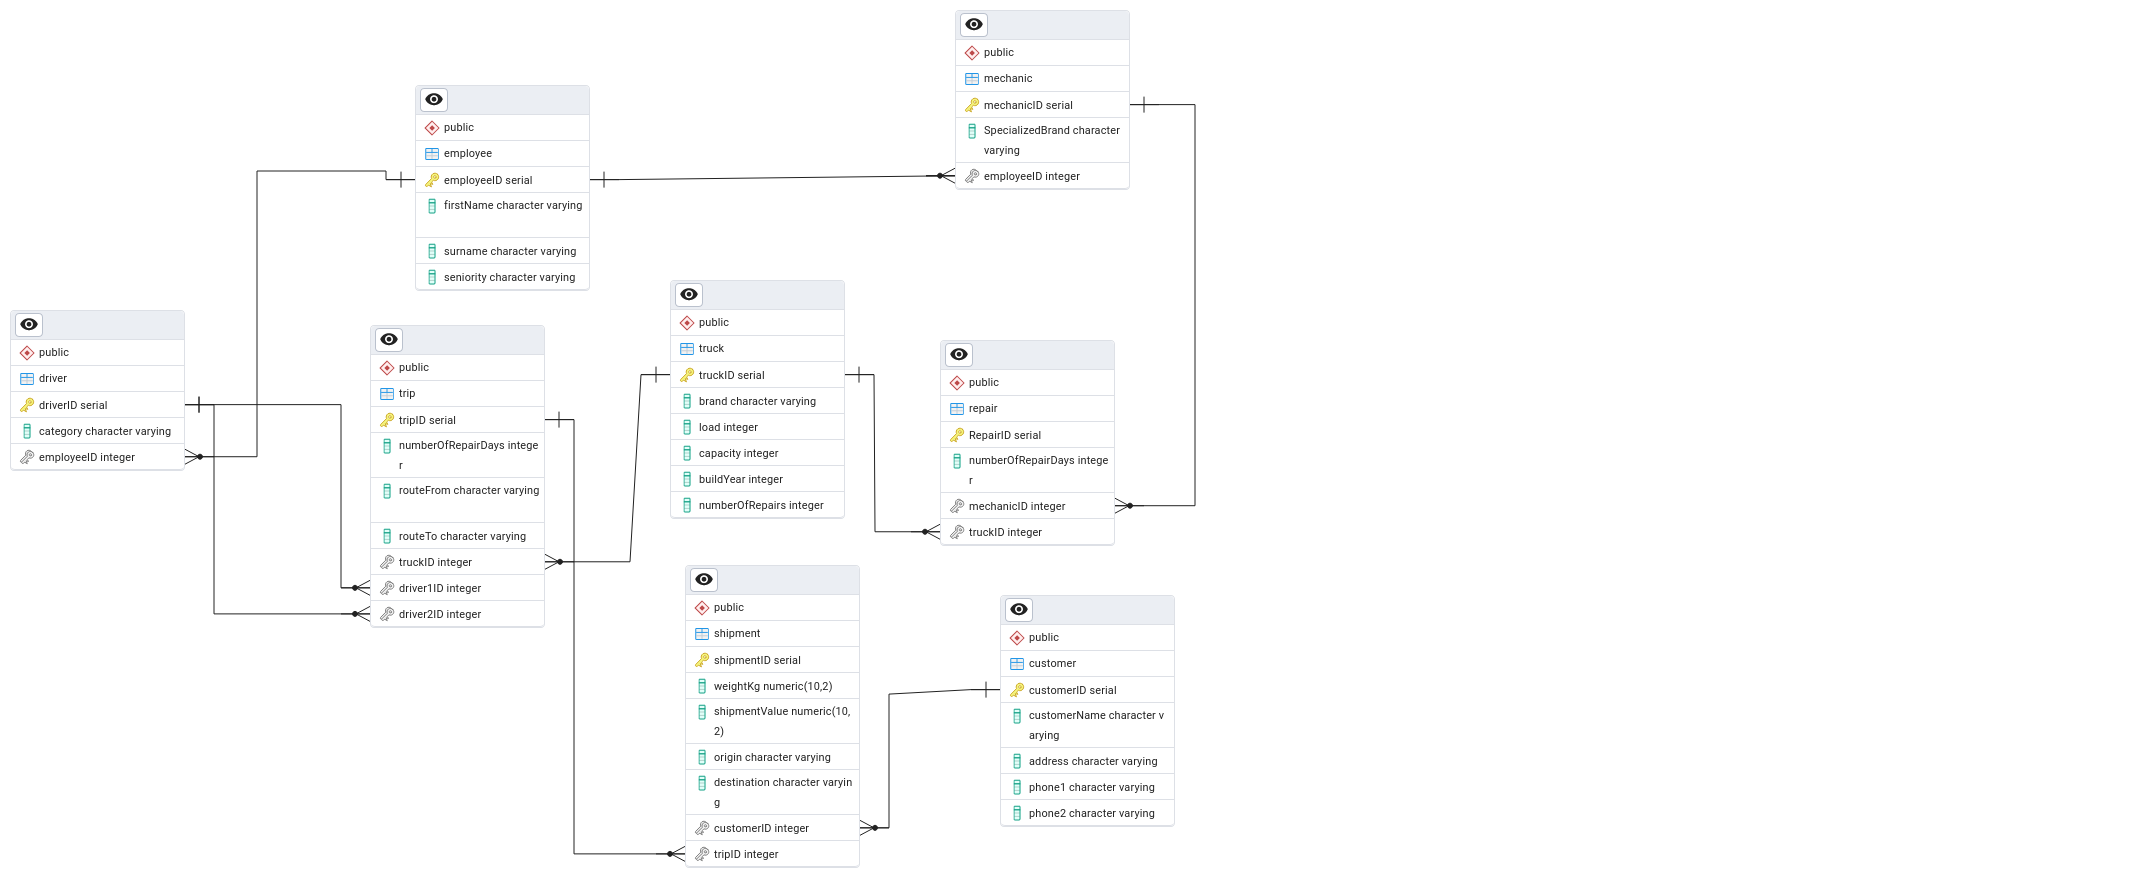 public
mechanic
mechanicID serial
SpecializedBrand character
varying
employeeID integer
public
employee
employeeID serial
firstName character varying
surname character varying
seniority character varying
public
driver
driverID serial
category character varying
employeeID integer
public
trip
tripID serial
numberOfRepairDays intege
r
routeFrom character varying
routeTo character varying
truckID integer
driver1ID integer
driver2ID integer
public
truck
truckID serial
brand character varying
load integer
capacity integer
buildYear integer
numberOfRepairs integer
public
repair
RepairID serial
numberOfRepairDays intege
r
mechanicID integer
truckID integer
public
shipment
shipmentID serial
weightKg numeric(10,2)
shipmentValue numeric(10,
2)
origin character varying
destination character varyin
g
customerID integer
tripID integer
public
customer
customerID serial
customerName character v
arying
address character varying
phone1 character varying
phone2 character varying